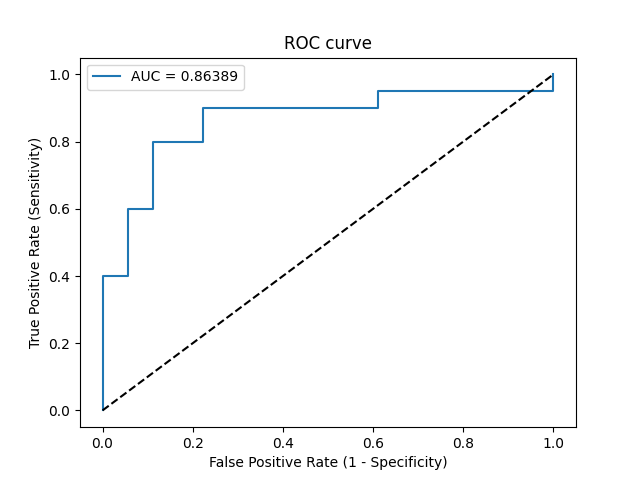 ROC curve
AUC = 0.86389
True Positive Rate (Sensitivity)
1.0
0.8
0.6
0.4
0.2
0.0
0.0 0.2 0.4 0.6 0.8 1.0
False Positive Rate (1 - Specificity)